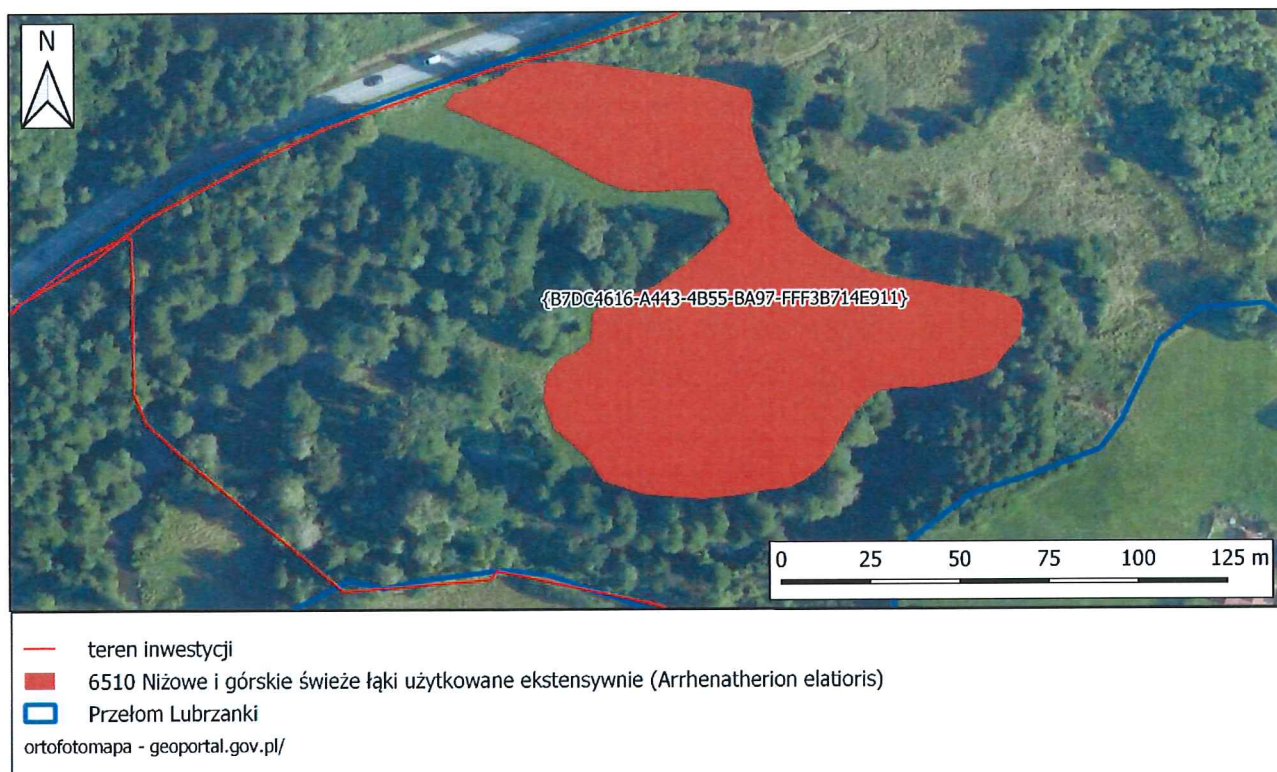 N
{B7DC4616-A443-4B55-BA97-FFF3B714E911}
0 25 50 75 100 125 m
teren inwestycji
6510 Niżowe i górskie świeże łąki użytkowane ekstensywnie (Arrhenatherion elatioris)
Przełom Lubrzanki
ortofotomapa - geoportal.gov.pl/